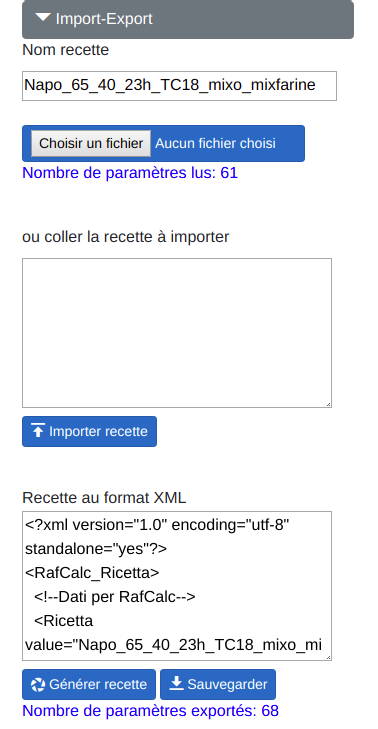 Import-Export
Nom recette
Napo_65_40_23h_TC18_mixo_mixfarine
Choisir un fichier Aucun fichier choisi
Nombre de paramètres lus: 61
ou coller la recette à importer
Importer recette
Recette au format XML
<?xml version="1.0" encoding="utf-8"
standalone="yes"?>
<RafCalc_Ricetta>
<!--Dati per RafCalc-->
<Ricetta
value="Napo_65_40_23h_TC18_mixo_mi
Générer recette Sauvegarder
Nombre de paramètres exportés: 68